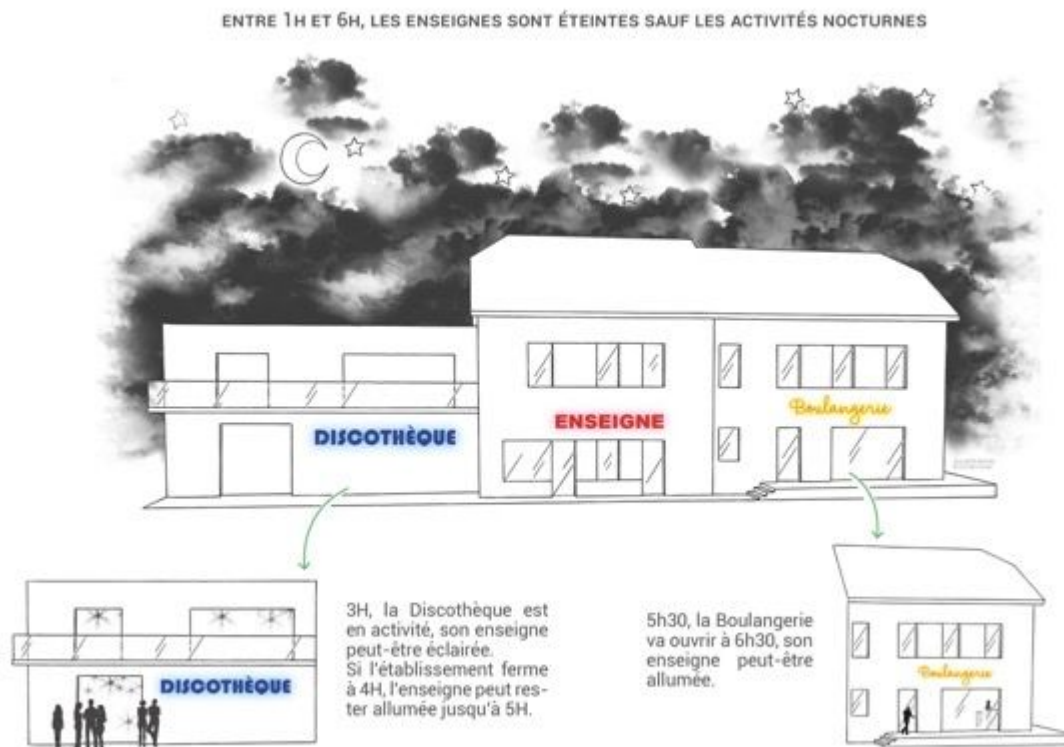 ENTRE 1H ET 6H, LES ENSEIGNES SONT ÉTEINTES SAUF LES ACTIVITÉS NOCTURNES
DISCOTHÈQUE
ENSEIGNE
Boulangerie
3H, la Discothèque est
en activité, son enseigne
peut-être éclairée.
Si l'établissement ferme
à 4H, l'enseigne peut res-
ter allumée jusqu'à 5H.
DISCOTHÈQUE
5h30, la Boulangerie
va ouvrir à 6h30, son
enseigne peut-être
allumée.
Boulangerie